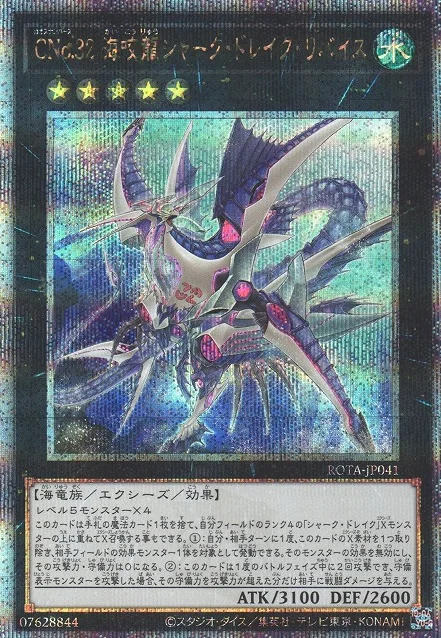 CNo.32 海咬龍シャーク・ドレイク・リバイス
水
ROTA-JP041
【海竜族／エクシーズ／効果】
レベル5モンスター×4
このカードは手札の魔法カード1枚を捨て、自分フィールドのランク4の「シャーク・ドレイク」Xモン
スターの上に重ねてX召喚する事もできる。①：自分・相手ターンに1度、このカードのX素材を1つ取り
除き、相手フィールドの効果モンスター1体を対象として発動できる。そのモンスターの効果を無効にし、
その攻撃力・守備力は0になる。②：このカードは1度のバトルフェイズ中に2回攻撃でき、守備
表示モンスターを攻撃した場合、その守備力を攻撃力が超えた分だけ相手に戦闘ダメージを与える。
ATK/3100 DEF/2600
07628844
©スタジオ・ダイス／集英社・テレビ東京・KONAMI